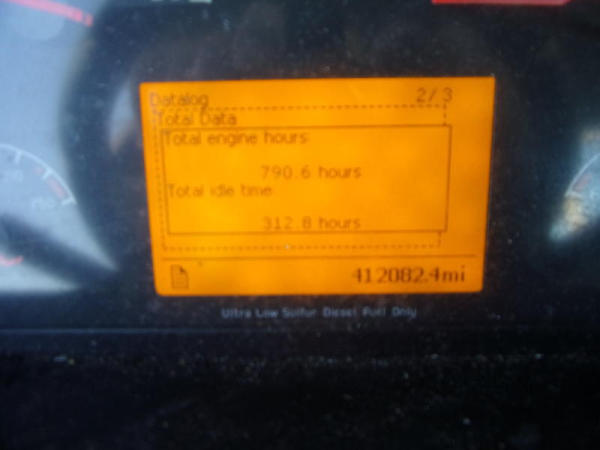 Datalog 2/3
Total Data
Total engine hours
790.6 hours
Total idle time
312.8 hours
412082.4mi
Ultra Low Sulfur Diesel Fuel Only